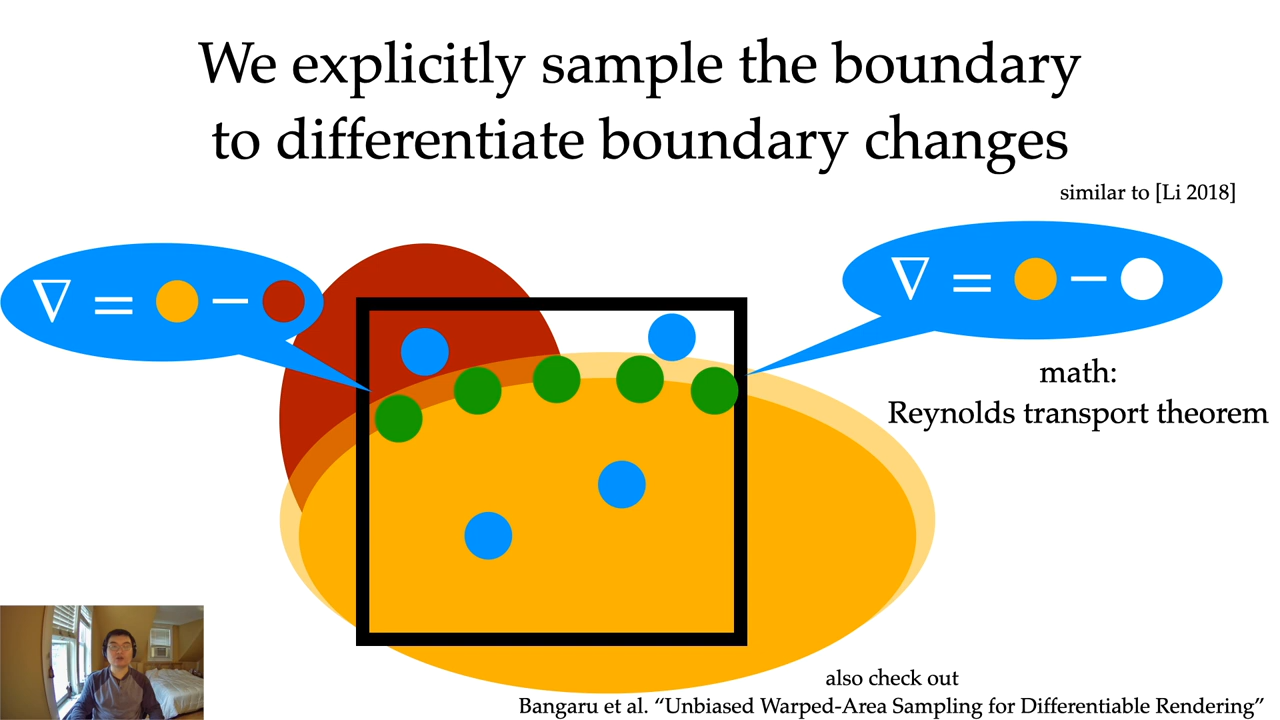 We explicitly sample the boundary
to differentiate boundary changes
similar to [Li 2018]
∇ = −
∇ = −
math:
Reynolds transport theorem
also check out
Bangaru et al. “Unbiased Warped-Area Sampling for Differentiable Rendering”